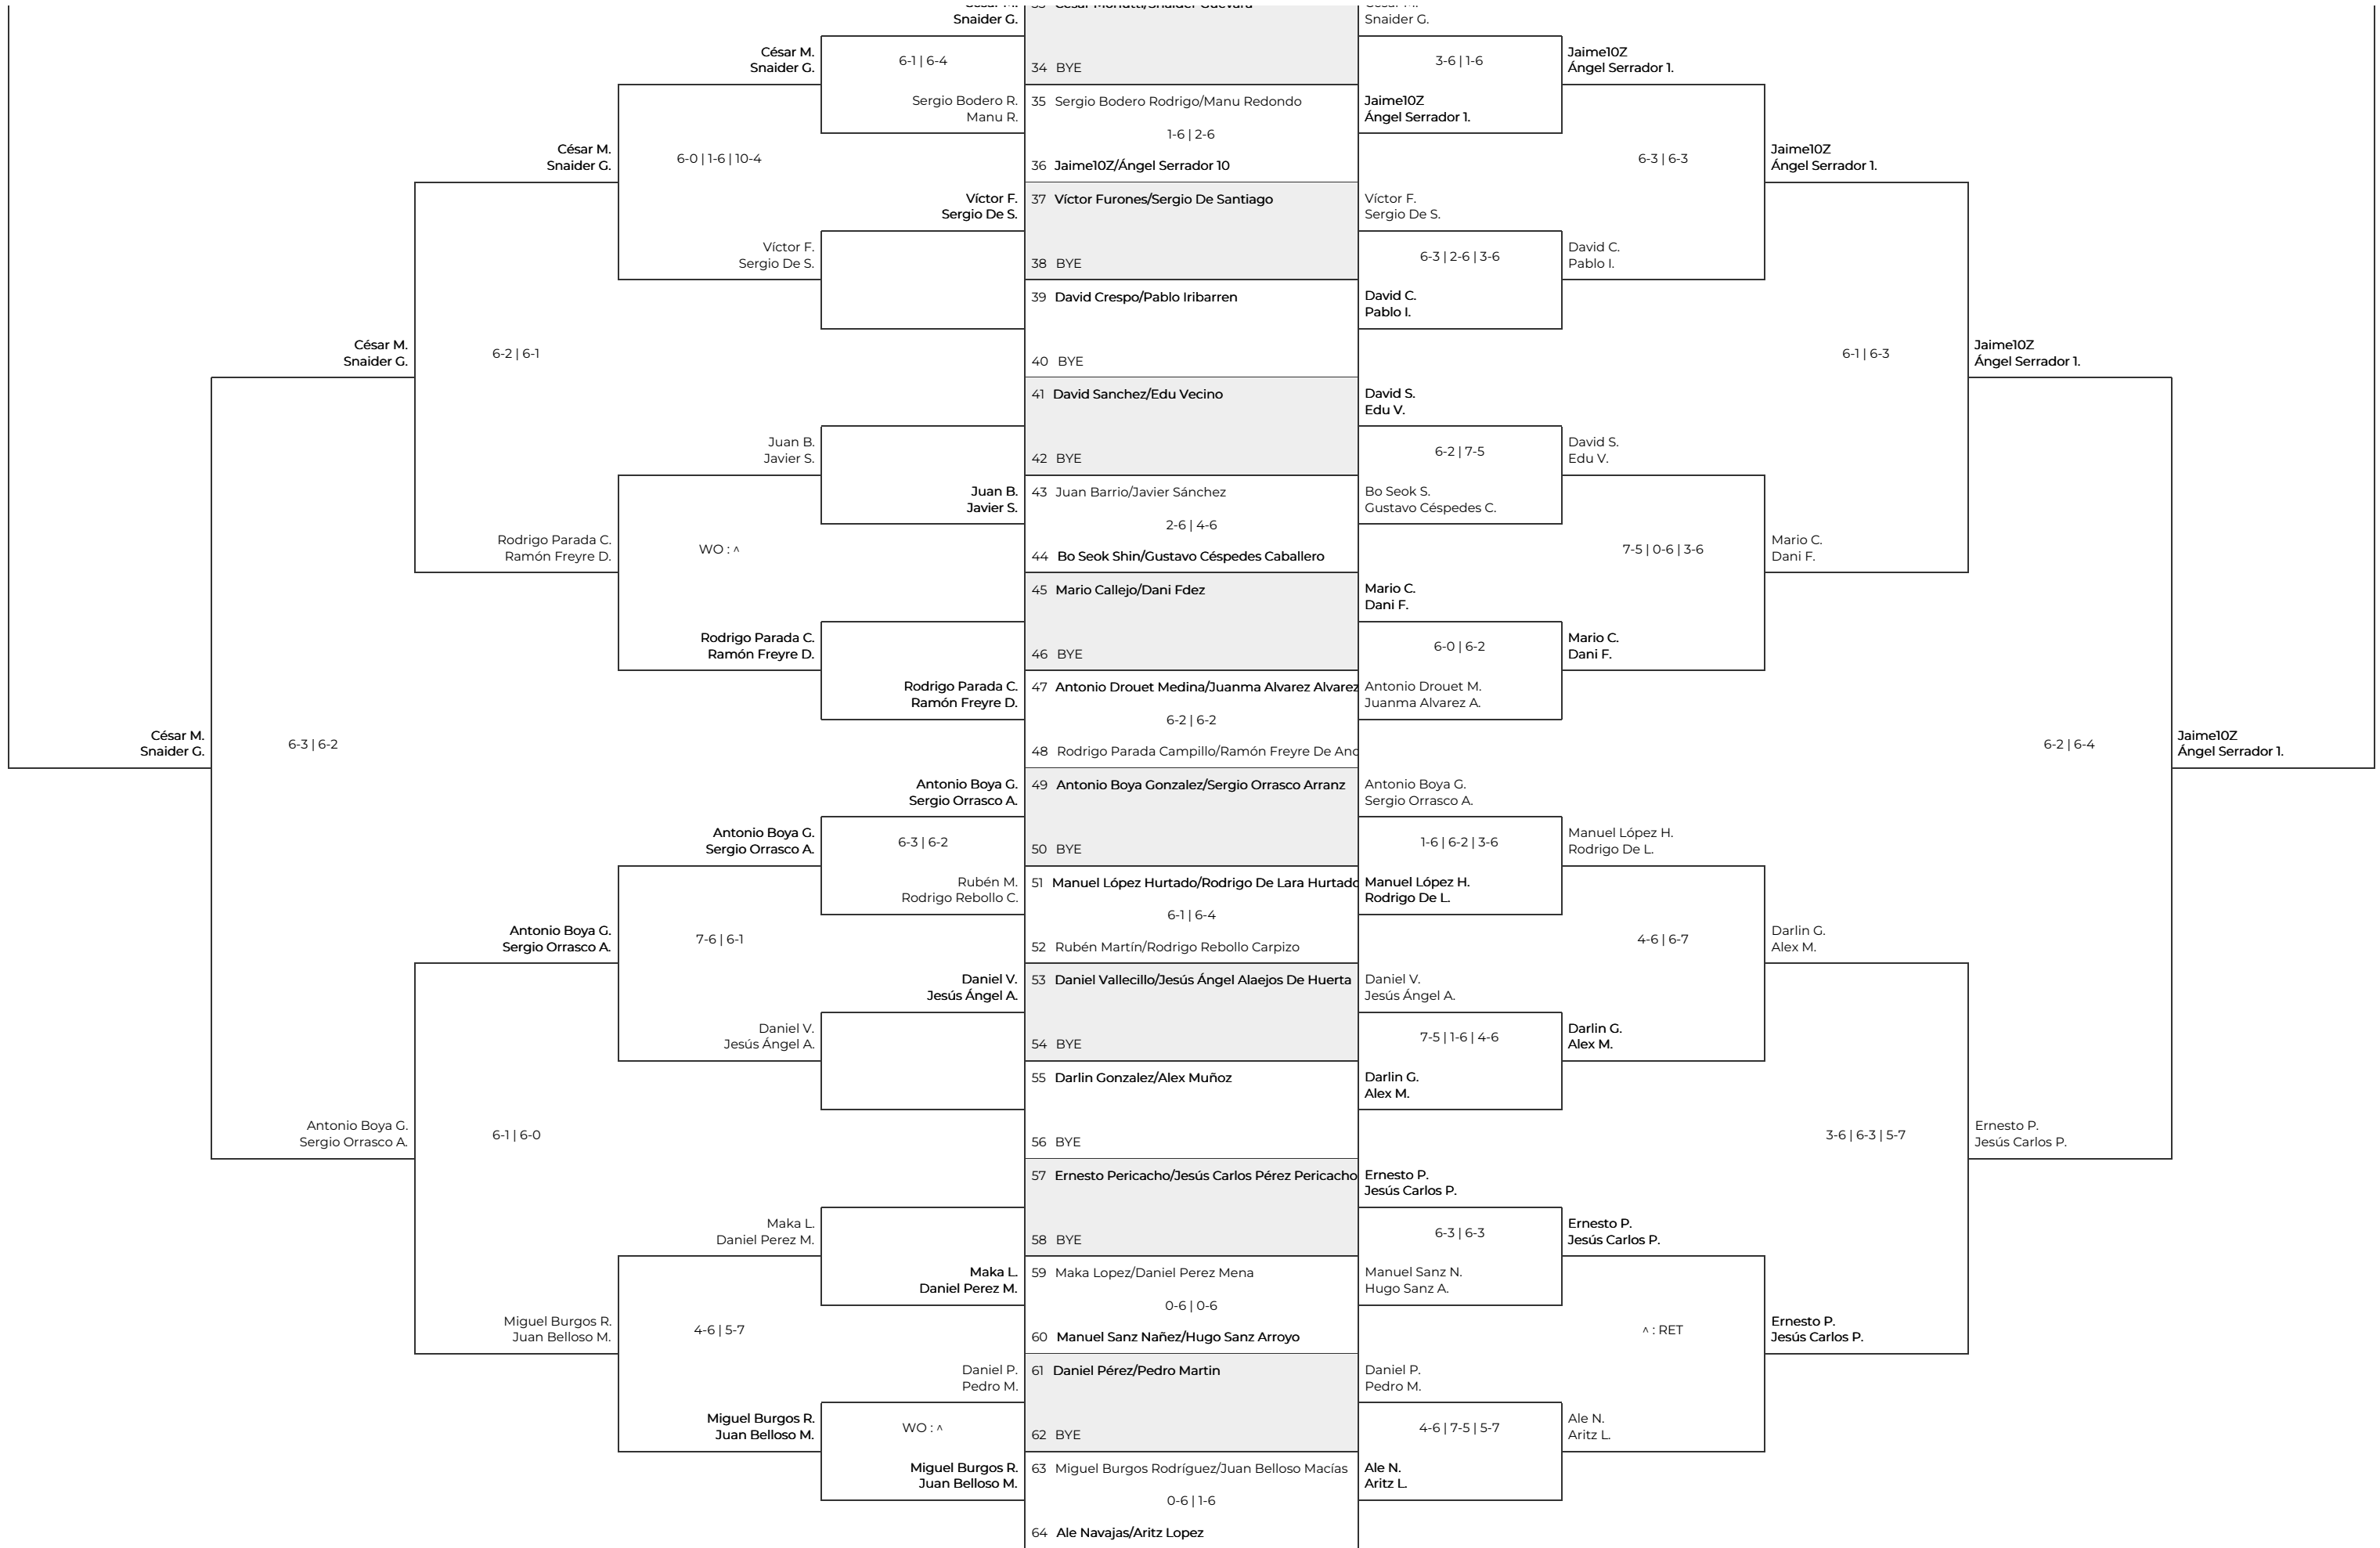 Snaider G.
Snaider G.
César M.
Snaider G.
6-1 | 6-4
34 BYE
3-6 | 1-6
Jaime10Z
Ángel Serrador 1.
Sergio Bodero R.
Manu R.
35 Sergio Bodero Rodrigo/Manu Redondo
1-6 | 2-6
36 Jaime10Z/Ángel Serrador 10
Jaime10Z
Ángel Serrador 1.
César M.
Snaider G.
6-0 | 1-6 | 10-4
6-3 | 6-3
Jaime10Z
Ángel Serrador 1.
Víctor F.
Sergio De S.
37 Víctor Furones/Sergio De Santiago
Víctor F.
Sergio De S.
Víctor F.
Sergio De S.
38 BYE
6-3 | 2-6 | 3-6
David C.
Pablo I.
39 David Crespo/Pablo Iribarren
David C.
Pablo I.
César M.
Snaider G.
6-2 | 6-1
40 BYE
6-1 | 6-3
Jaime10Z
Ángel Serrador 1.
41 David Sanchez/Edu Vecino
David S.
Edu V.
Juan B.
Javier S.
42 BYE
6-2 | 7-5
David S.
Edu V.
Juan B.
Javier S.
43 Juan Barrio/Javier Sánchez
2-6 | 4-6
44 Bo Seok Shin/Gustavo Céspedes Caballero
Bo Seok S.
Gustavo Céspedes C.
Rodrigo Parada C.
Ramón Freyre D.
WO : ^
7-5 | 0-6 | 3-6
Mario C.
Dani F.
45 Mario Callejo/Dani Fdez
Mario C.
Dani F.
Rodrigo Parada C.
Ramón Freyre D.
46 BYE
6-0 | 6-2
Mario C.
Dani F.
Rodrigo Parada C.
Ramón Freyre D.
47 Antonio Drouet Medina/Juanma Alvarez Alvarez
6-2 | 6-2
48 Rodrigo Parada Campillo/Ramón Freyre De And
Antonio Drouet M.
Juanma Alvarez A.
César M.
Snaider G.
6-3 | 6-2
6-2 | 6-4
Jaime10Z
Ángel Serrador 1.
Antonio Boya G.
Sergio Orrasco A.
49 Antonio Boya Gonzalez/Sergio Orrasco Arranz
Antonio Boya G.
Sergio Orrasco A.
Antonio Boya G.
Sergio Orrasco A.
6-3 | 6-2
50 BYE
1-6 | 6-2 | 3-6
Manuel López H.
Rodrigo De L.
Rubén M.
Rodrigo Rebollo C.
51 Manuel López Hurtado/Rodrigo De Lara Hurtado
6-1 | 6-4
52 Rubén Martín/Rodrigo Rebollo Carpizo
Manuel López H.
Rodrigo De L.
Antonio Boya G.
Sergio Orrasco A.
7-6 | 6-1
4-6 | 6-7
Darlin G.
Alex M.
Daniel V.
Jesús Ángel A.
53 Daniel Vallecillo/Jesús Ángel Alaejos De Huerta
Daniel V.
Jesús Ángel A.
Daniel V.
Jesús Ángel A.
54 BYE
7-5 | 1-6 | 4-6
Darlin G.
Alex M.
55 Darlin Gonzalez/Alex Muñoz
Darlin G.
Alex M.
Antonio Boya G.
Sergio Orrasco A.
6-1 | 6-0
56 BYE
3-6 | 6-3 | 5-7
Ernesto P.
Jesús Carlos P.
57 Ernesto Pericacho/Jesús Carlos Pérez Pericacho
Ernesto P.
Jesús Carlos P.
Maka L.
Daniel Perez M.
58 BYE
6-3 | 6-3
Ernesto P.
Jesús Carlos P.
Maka L.
Daniel Perez M.
59 Maka Lopez/Daniel Perez Mena
0-6 | 0-6
60 Manuel Sanz Nañez/Hugo Sanz Arroyo
Manuel Sanz N.
Hugo Sanz A.
Miguel Burgos R.
Juan Belloso M.
4-6 | 5-7
^ : RET
Ernesto P.
Jesús Carlos P.
Daniel P.
Pedro M.
61 Daniel Pérez/Pedro Martin
Daniel P.
Pedro M.
Miguel Burgos R.
Juan Belloso M.
WO : ^
62 BYE
4-6 | 7-5 | 5-7
Ale N.
Aritz L.
Miguel Burgos R.
Juan Belloso M.
63 Miguel Burgos Rodríguez/Juan Belloso Macías
0-6 | 1-6
64 Ale Navajas/Aritz Lopez
Ale N.
Aritz L.